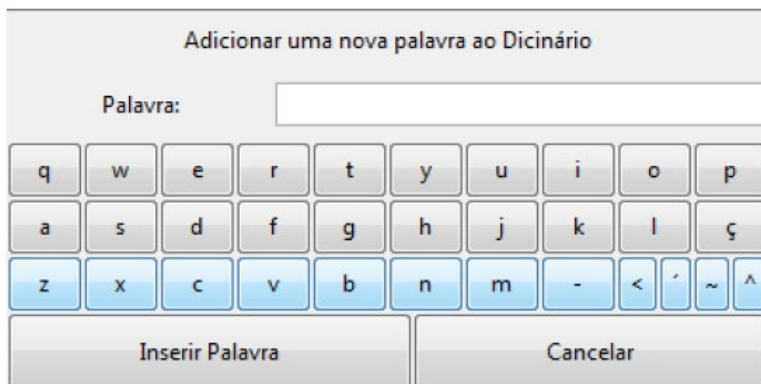 Adicionar uma nova palavra ao Dicinário
Palavra:
q w e r t y u i o p
a s d f g h j k l ç
z x c v b n m - < ´ ~ ^
Inserir Palavra Cancelar